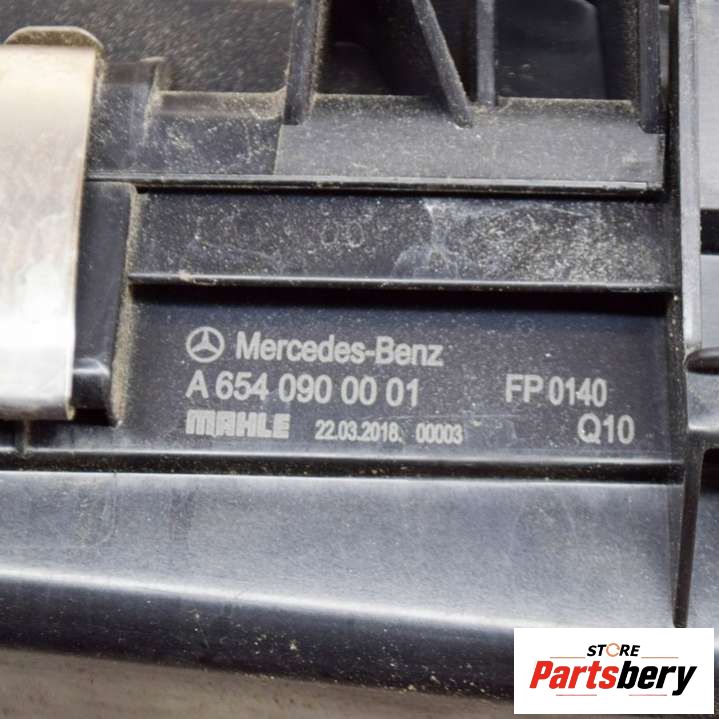 Mercedes-Benz
A 654 090 00 01 FP 0140
MAHLE 22.03.2018. 00003 Q10
STORE
Partsbery